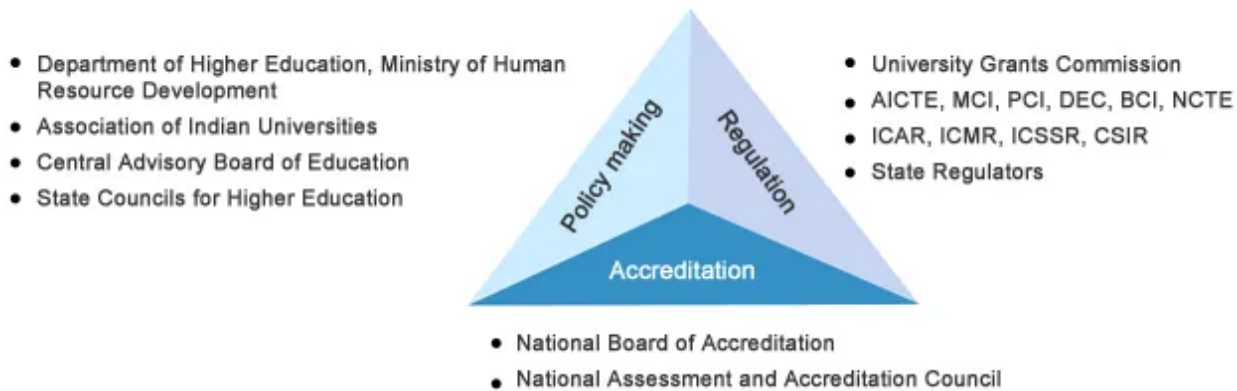 • Department of Higher Education, Ministry of Human
Resource Development
• Association of Indian Universities
• Central Advisory Board of Education
• State Councils for Higher Education
Policy making
Regulation
Accreditation
• University Grants Commission
• AICTE, MCI, PCI, DEC, BCI, NCTE
• ICAR, ICMR, ICSSR, CSIR
• State Regulators
• National Board of Accreditation
• National Assessment and Accreditation Council